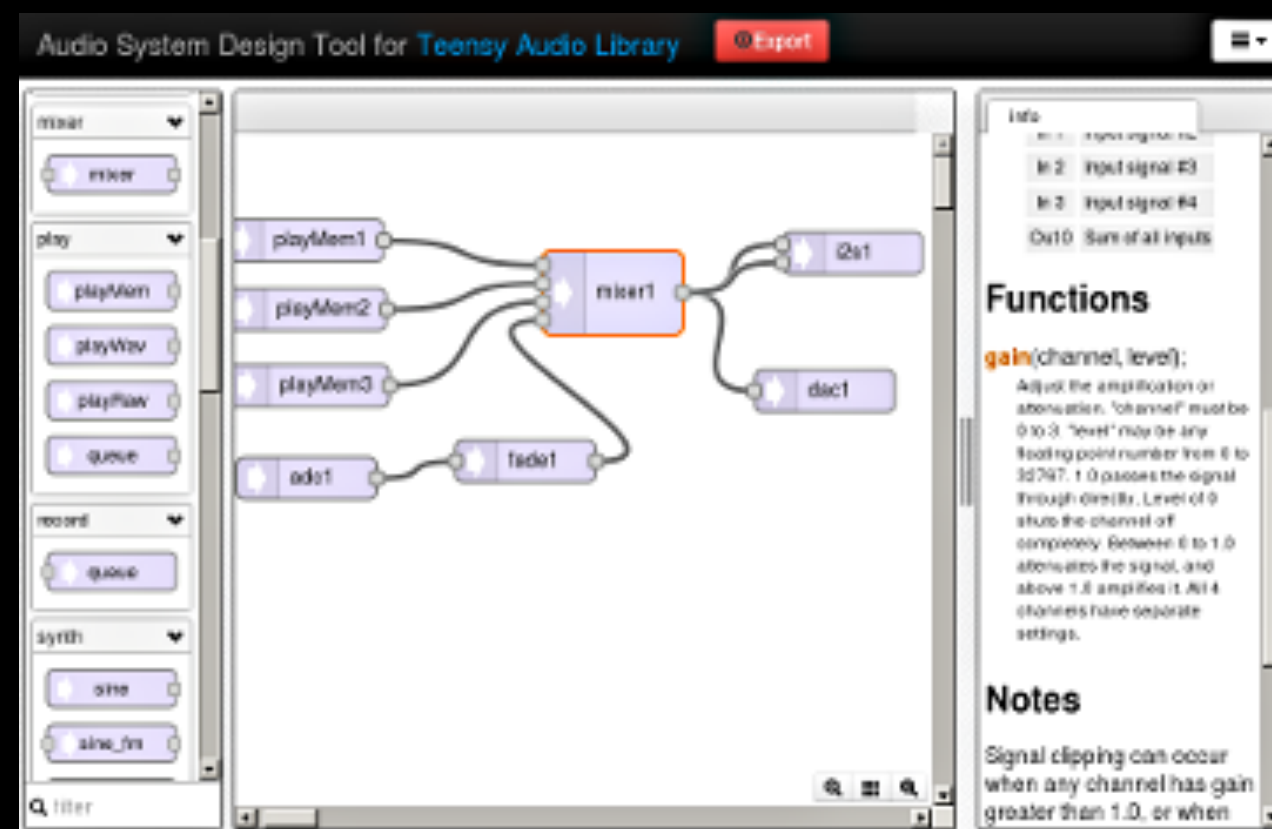 Audio System Design Tool for Teensy Audio Library
Export
mixer
mixer
play
playMem
playWav
playRaw
queue
record
queue
synth
sine
sine_fm
filter
playMem1
playMem2
playMem3
adc1
fade1
mixer1
i2s1
dac1
info
In 1 Input signal #2
In 2 Input signal #3
In 3 Input signal #4
Out 0 Sum of all inputs
Functions
gain(channel, level);
Adjust the amplification or
attenuation. "channel" must be
0 to 3. "level" may be any
floating point number from 0 to
32767. 1.0 passes the signal
through directly. Level of 0
shuts the channel off
completely. Between 0 to 1.0
attenuates the signal, and
above 1.0 amplifies it. All 4
channels have separate
settings.
Notes
Signal clipping can occur
when any channel has gain
greater than 1.0, or when